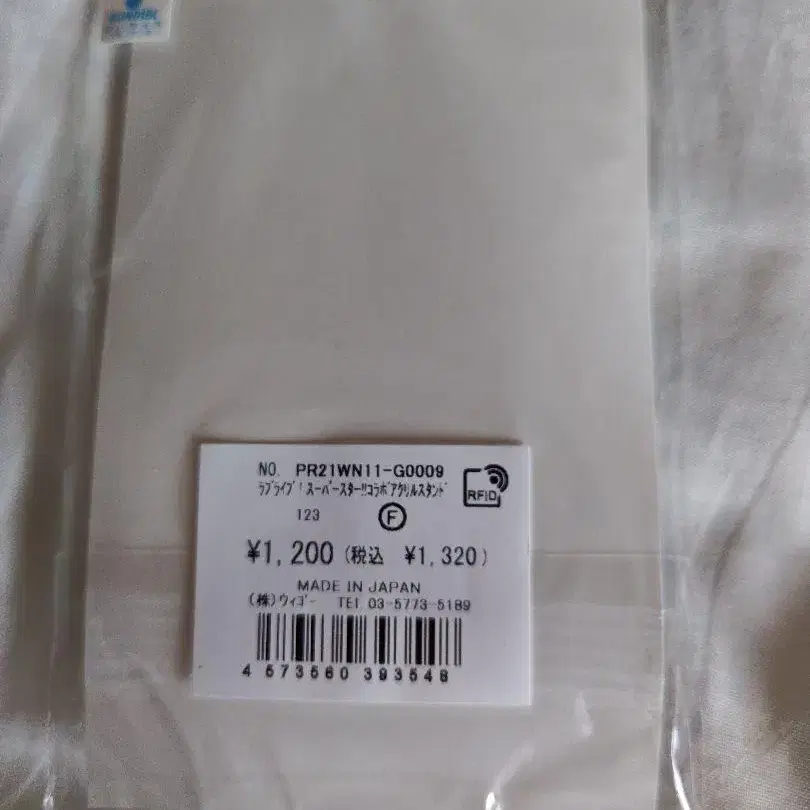 NO. PR21WN11-G0009
ﾗﾌﾞﾗｲﾌﾞ!ｽｰﾊﾟｰｽﾀｰ!!ｺﾗﾎﾞｱｸﾘﾙｽﾀﾝﾄﾞ
RFID
123 F
¥1,200(税込 ¥1,320)
MADE IN JAPAN
(株)ウィゴー TEL 03-5773-5189
4 573560 393548